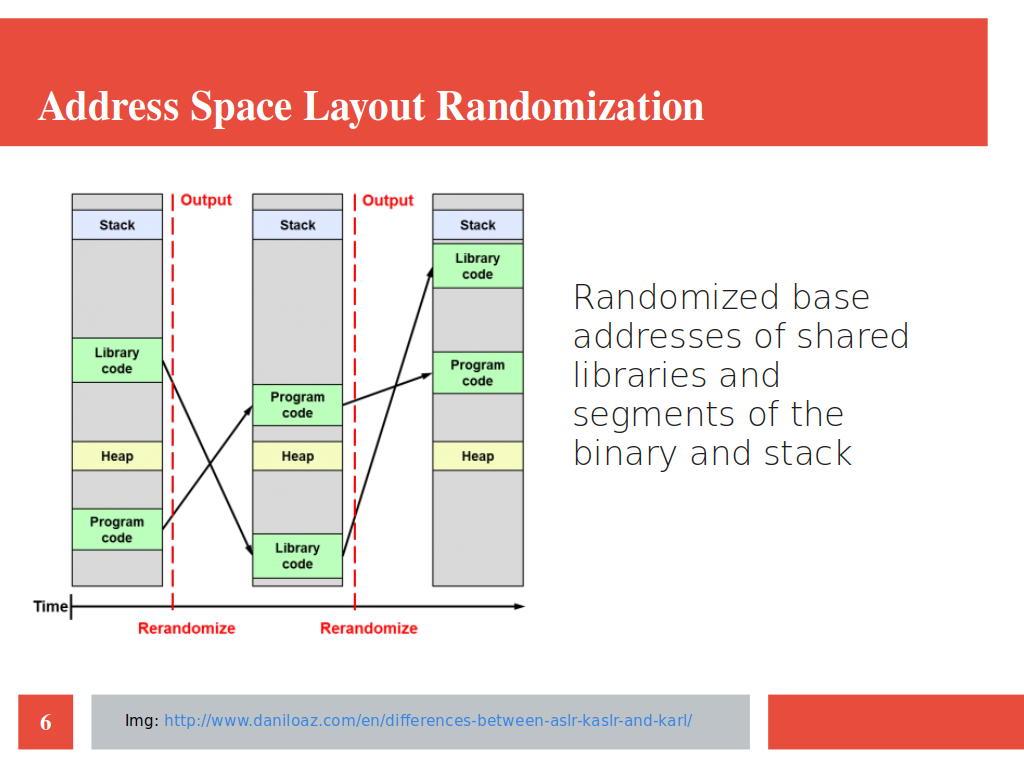 Address Space Layout Randomization
Output
Output
Stack
Stack
Stack
Library
code
Library
code
Program
code
Program
code
Program
code
Heap
Heap
Heap
Library
code
Time
Rerandomize
Rerandomize
Randomized base
addresses of shared
libraries and
segments of the
binary and stack
6
Img: http://www.daniloaz.com/en/differences-between-aslr-kaslr-and-karl/